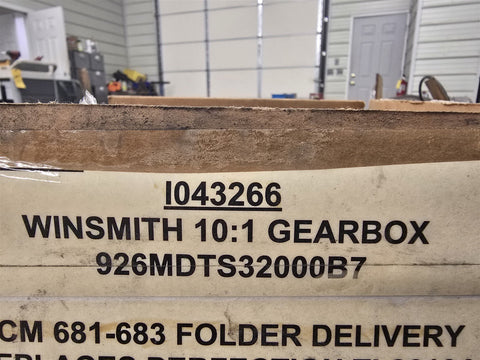 I043266
WINSMITH 10:1 GEARBOX
926MDTS32000B7
CM 681-683 FOLDER DELIVERY